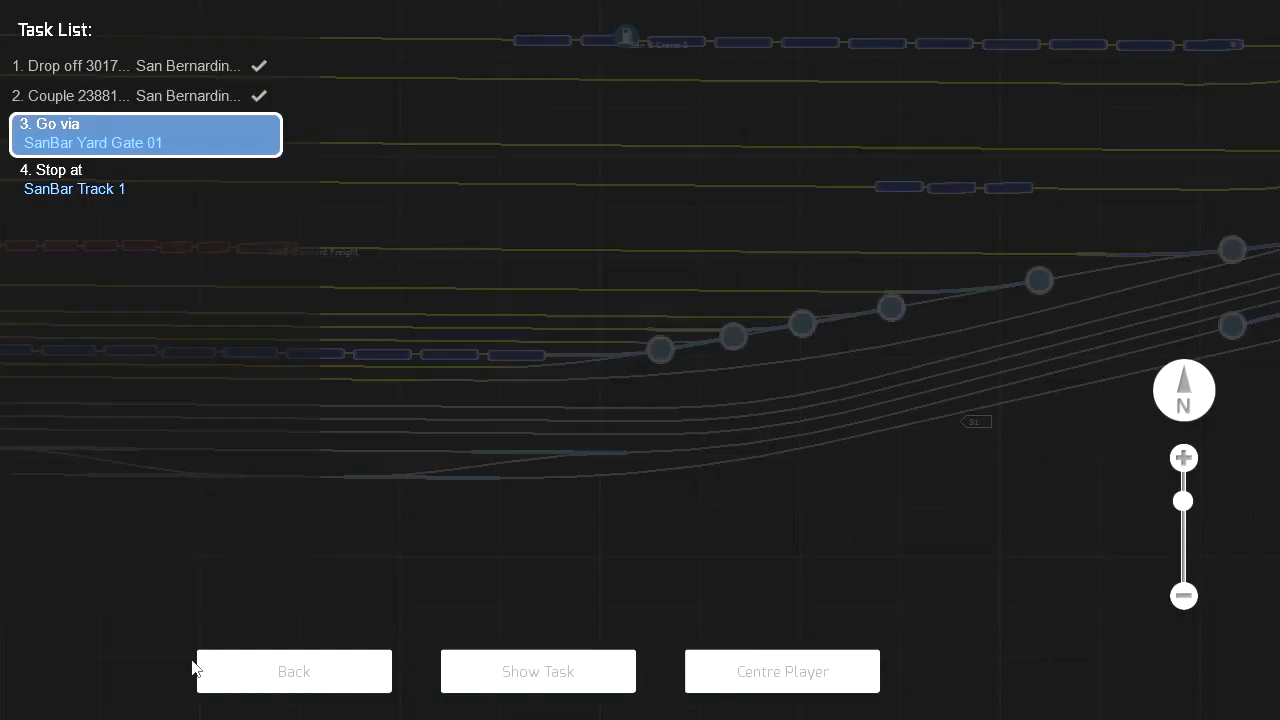 Task List:
1. Drop off 3017... San Bernardin...
2. Couple 23881... San Bernardin...
3. Go via
SanBar Yard Gate 01
4. Stop at
SanBar Track 1
N
Back
Show Task
Centre Player